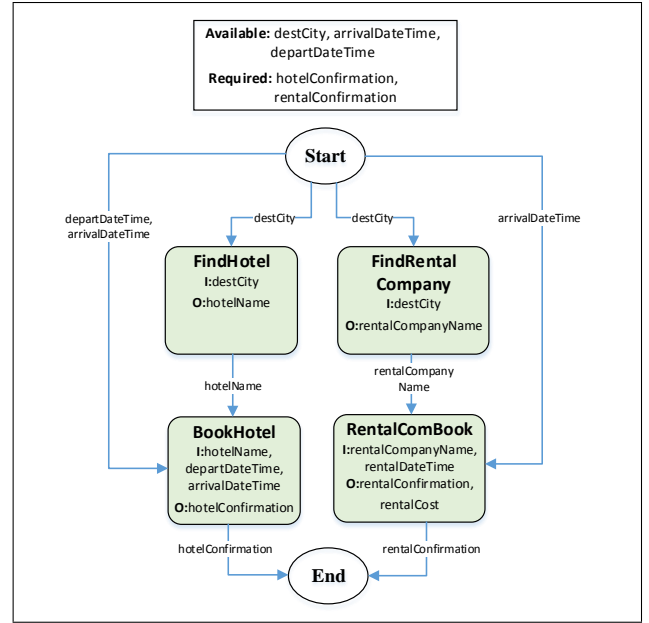 Available: destCity, arrivalDateTime,
departDateTime
Required: hotelConfirmation,
rentalConfirmation
Start
departDateTime,
arrivalDateTime
destCity
destCity
arrivalDateTime
FindHotel
I:destCity
O:hotelName
FindRental
Company
I:destCity
O:rentalCompanyName
hotelName
rentalCompany
Name
BookHotel
I:hotelName,
departDateTime,
arrivalDateTime
O:hotelConfirmation
RentalComBook
I:rentalCompanyName,
rentalDateTime
O:rentalConfirmation,
rentalCost
hotelConfirmation
rentalConfirmation
End